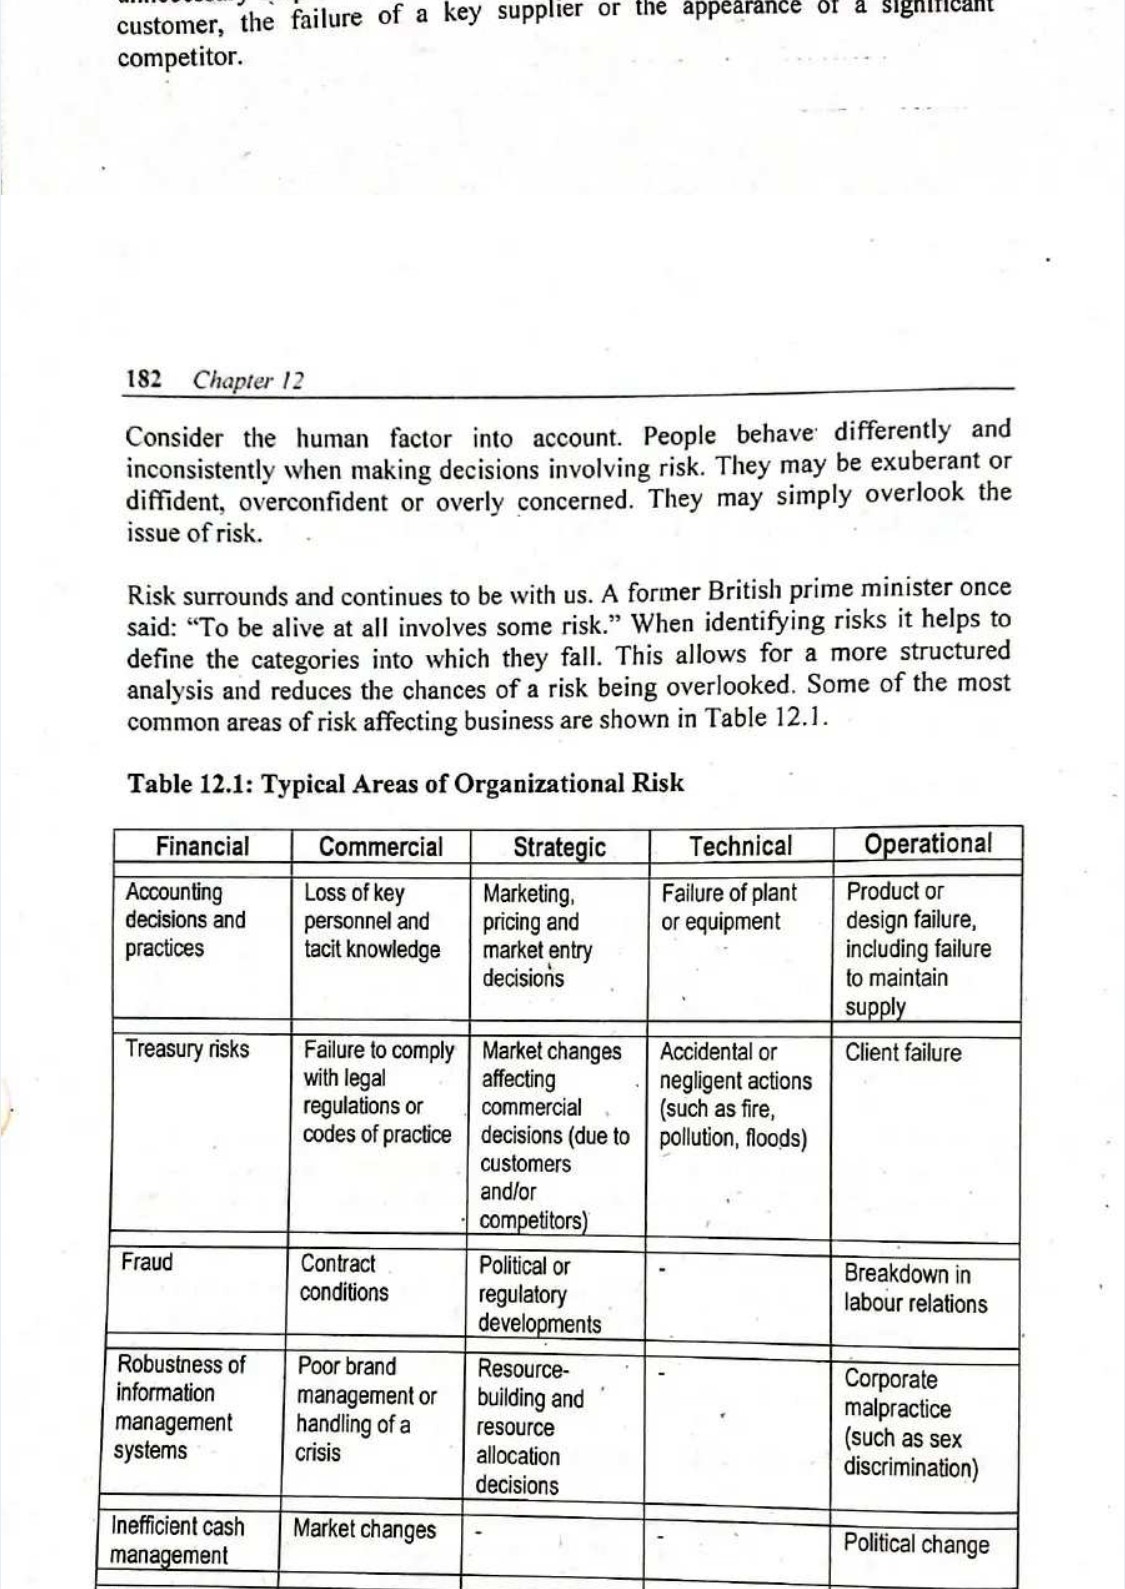 customer, the failure of a key supplier or the appearance of a significant
competitor.
182 Chapter 12
Consider the human factor into account. People behave differently and
inconsistently when making decisions involving risk. They may be exuberant or
diffident, overconfident or overly concerned. They may simply overlook the
issue of risk.
Risk surrounds and continues to be with us. A former British prime minister once
said: “To be alive at all involves some risk.” When identifying risks it helps to
define the categories into which they fall. This allows for a more structured
analysis and reduces the chances of a risk being overlooked. Some of the most
common areas of risk affecting business are shown in Table 12.1.
Table 12.1: Typical Areas of Organizational Risk
Financial Commercial Strategic Technical Operational
Accounting
decisions and
practices
Loss of key
personnel and
tacit knowledge
Marketing,
pricing and
market entry
decisions
Failure of plant
or equipment
Product or
design failure,
including failure
to maintain
supply
Treasury risks
Failure to comply
with legal
regulations or
codes of practice
Market changes
affecting
commercial
decisions (due to
customers
and/or
competitors)
Accidental or
negligent actions
(such as fire,
pollution, floods)
Client failure
Fraud
Contract
conditions
Political or
regulatory
developments
-
Breakdown in
labour relations
Robustness of
information
management
systems
Poor brand
management or
handling of a
crisis
Resource-
building and
resource
allocation
decisions
-
Corporate
malpractice
(such as sex
discrimination)
Inefficient cash
management
Market changes
-
-
Political change